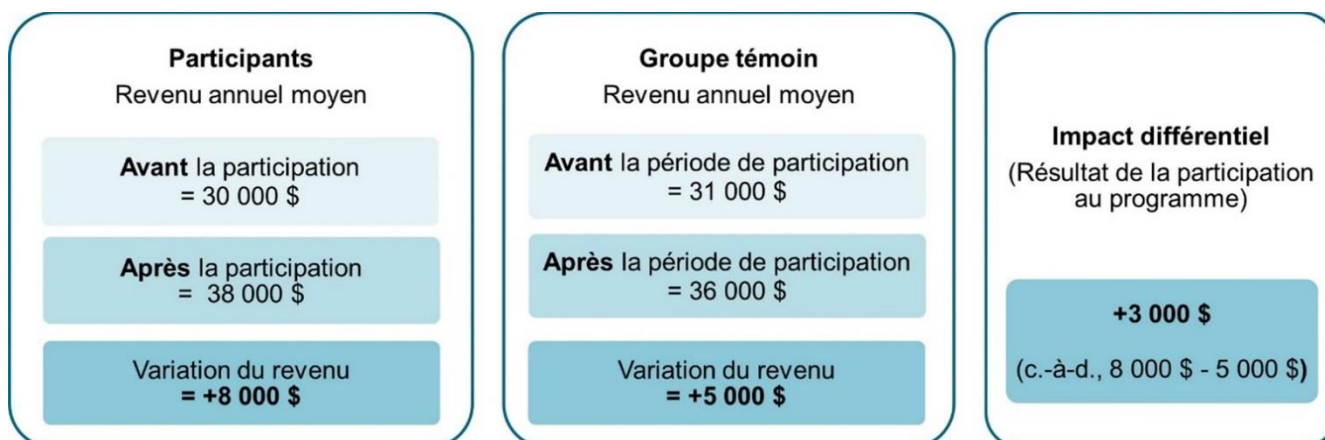 Participants
Revenu annuel moyen
Avant la participation
= 30 000 $
Après la participation
= 38 000 $
Variation du revenu
= +8 000 $
Groupe témoin
Revenu annuel moyen
Avant la période de participation
= 31 000 $
Après la période de participation
= 36 000 $
Variation du revenu
= +5 000 $
Impact différentiel
(Résultat de la participation
au programme)
+3 000 $
(c.-à-d., 8 000 $ - 5 000 $)